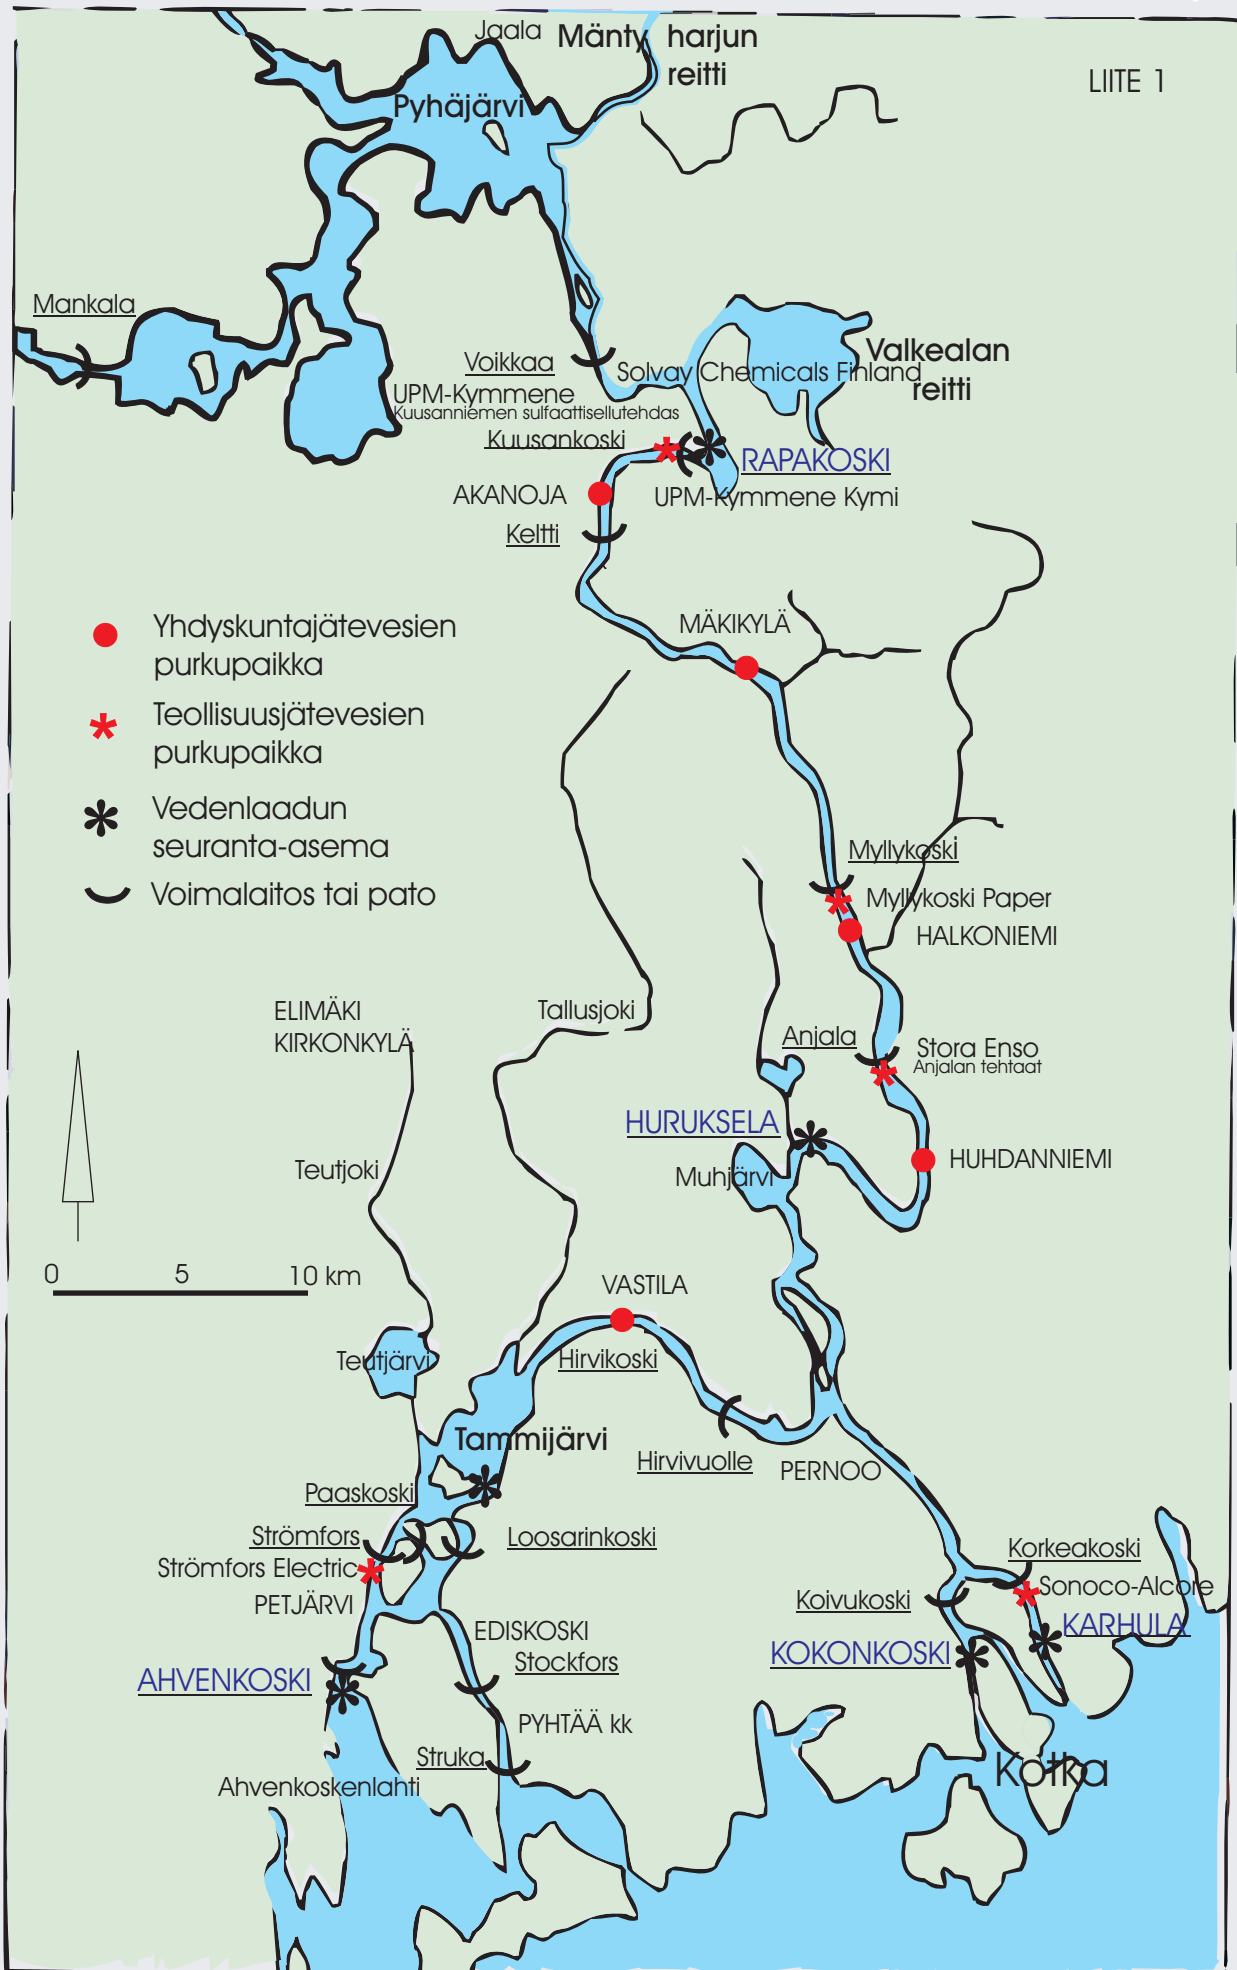 Jaala
Mänty harjun
reitti
LIITE 1
Pyhäjärvi
Mankala
Voikkaa
Solvay Chemicals Finland
Valkealan
reitti
UPM-Kymmene
Kuusanniemen sulfaattisellutehdas
Kuusankoski
RAPAKOSKI
AKANOJA
UPM-Kymmene Kymi
Keltti
MÄKIKYLÄ
Yhdyskuntajätevesien
purkupaikka
Teollisuusjätevesien
purkupaikka
Vedenlaadun
seuranta-asema
Voimalaitos tai pato
Myllykoski
Myllykoski Paper
HALKONIEMI
ELIMÄKI
KIRKONKYLÄ
Tallusjoki
Anjala
Stora Enso
Anjalan tehtaat
HURUKSELA
HUHDANNIEMI
Teutjoki
Muhjärvi
0 5 10 km
VASTILA
Teutjärvi
Hirvikoski
Tammijärvi
Hirvivuolle
PERNOO
Paaskoski
Strömfors
Loosarinkoski
Korkeakoski
Strömfors Electric
Sonoco-Alcore
PETJÄRVI
Koivukoski
KARHULA
EDISKOSKI
Stockfors
KOKONKOSKI
AHVENKOSKI
PYHTÄÄ kk
Struka
Kotka
Ahvenkoskenlahti